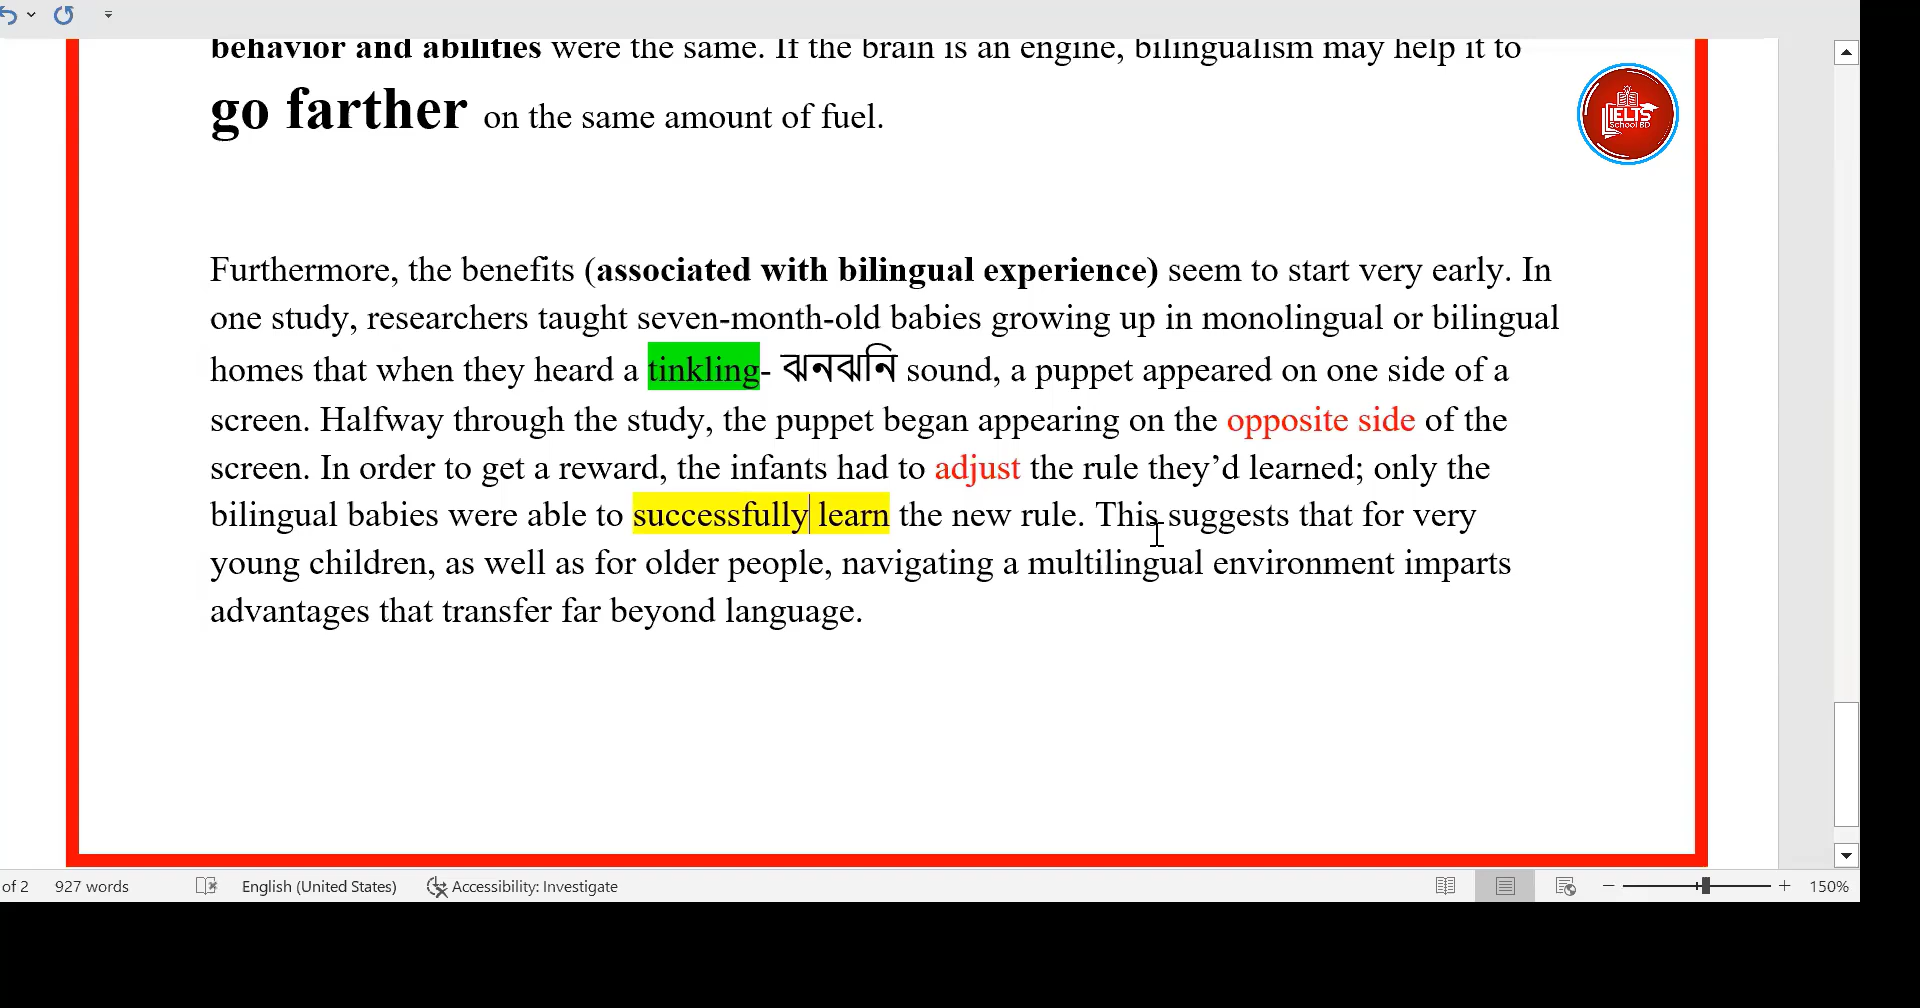 behavior and abilities were the same. If the brain is an engine, bilingualism may help it to
go farther on the same amount of fuel.
IELTS
School BD
Furthermore, the benefits (associated with bilingual experience) seem to start very early. In
one study, researchers taught seven-month-old babies growing up in monolingual or bilingual
homes that when they heard a tinkling- ঝনঝনি sound, a puppet appeared on one side of a
screen. Halfway through the study, the puppet began appearing on the opposite side of the
screen. In order to get a reward, the infants had to adjust the rule they’d learned; only the
bilingual babies were able to successfully learn the new rule. This suggests that for very
young children, as well as for older people, navigating a multilingual environment imparts
advantages that transfer far beyond language.
of 2 927 words English (United States) Accessibility: Investigate 150%